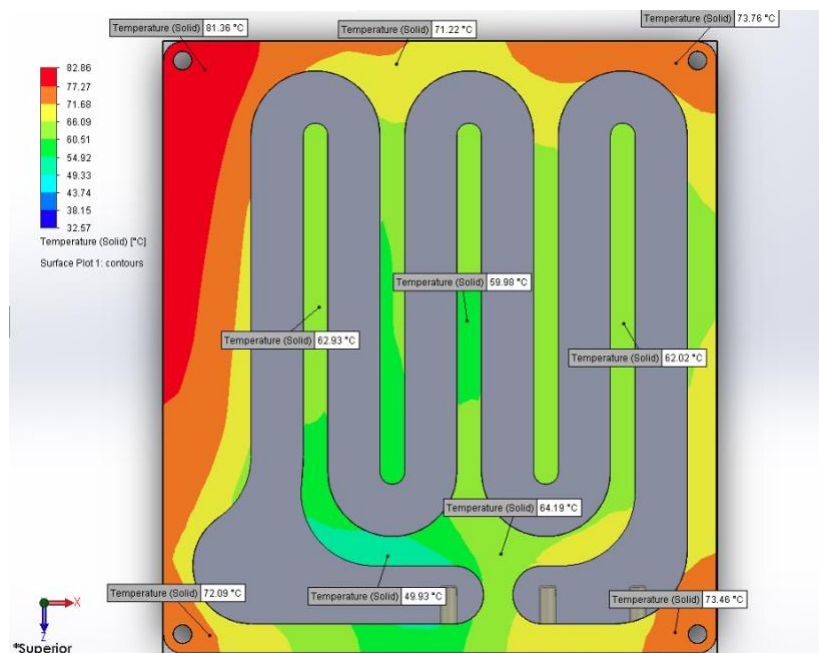 Temperature (Solid) 81.36 °C
Temperature (Solid) 71.22 °C
Temperature (Solid) 73.76 °C
82.86
77.27
71.68
66.09
60.51
54.92
49.33
43.74
38.15
32.57
Temperature (Solid) [°C]
Surface Plot 1: contours
Temperature (Solid) 59.98 °C
Temperature (Solid) 62.93 °C
Temperature (Solid) 62.02 °C
Temperature (Solid) 64.19 °C
Temperature (Solid) 72.09 °C
Temperature (Solid) 49.93 °C
Temperature (Solid) 73.46 °C
X
Z
*Superior